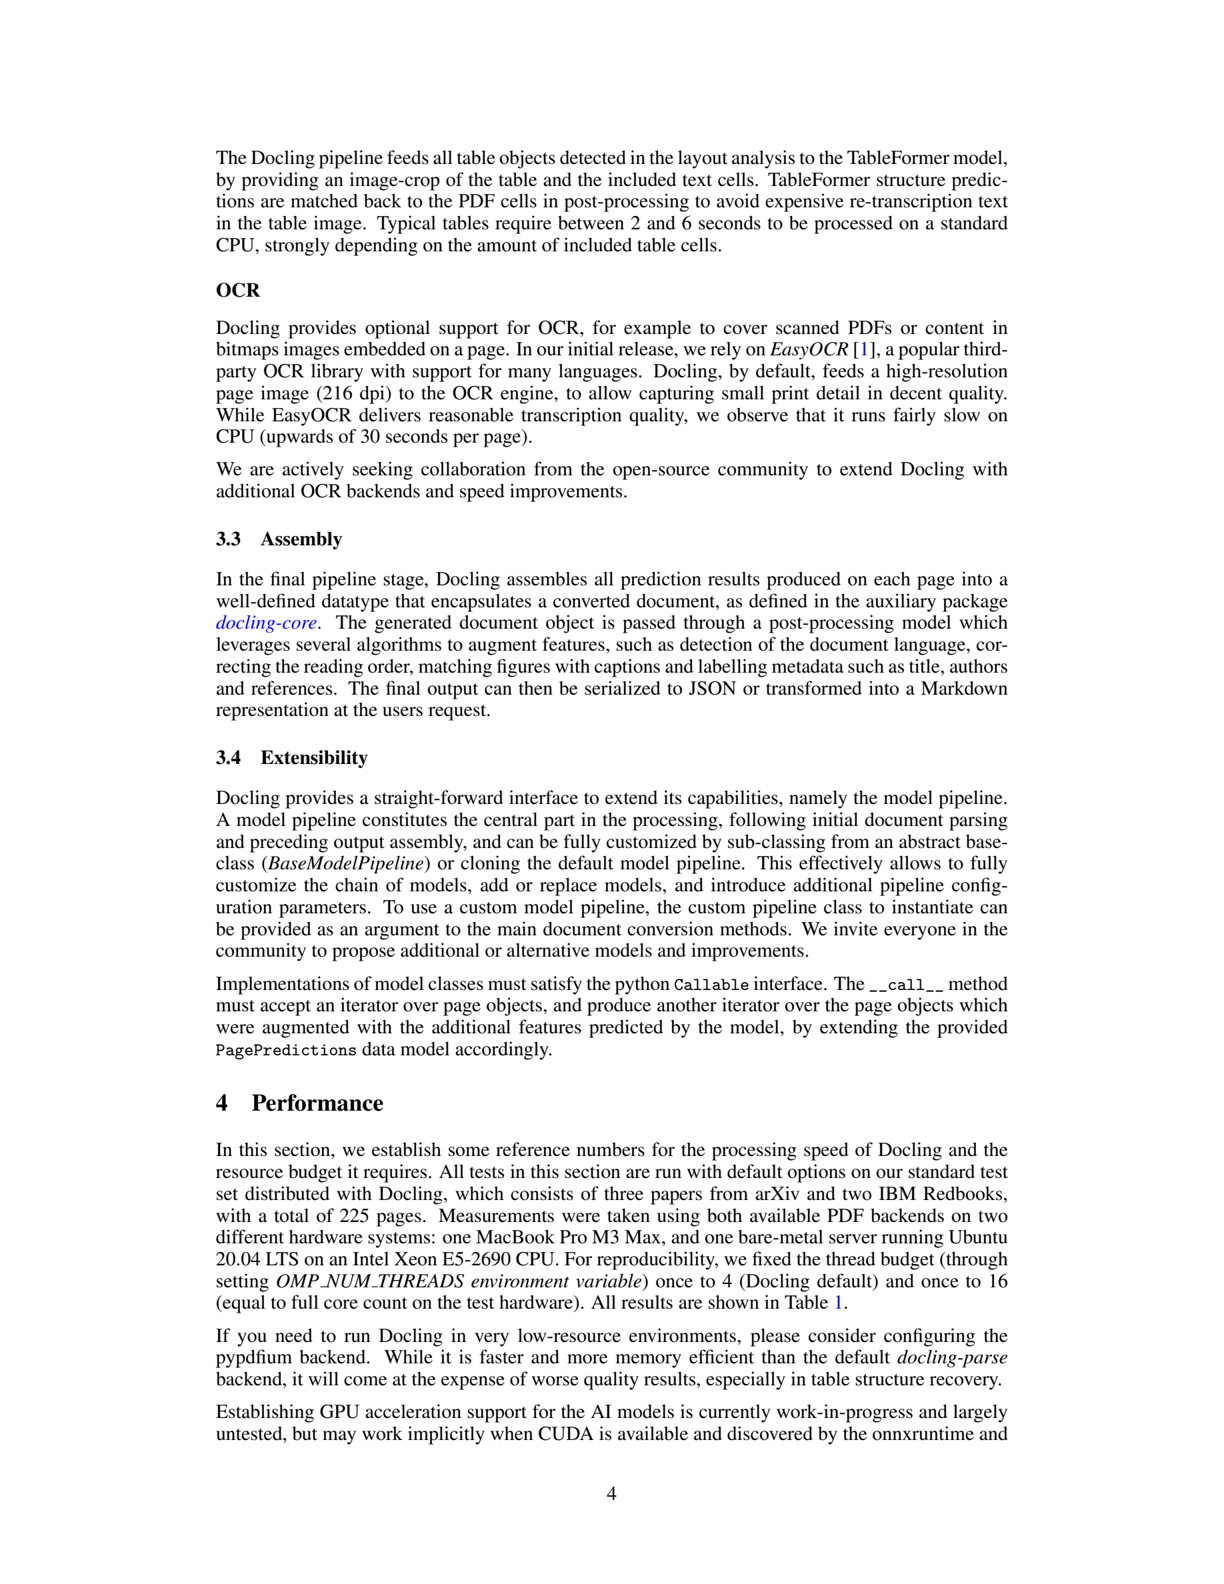 The Docling pipeline feeds all table objects detected in the layout analysis to the TableFormer model,
by providing an image-crop of the table and the included text cells. TableFormer structure predic-
tions are matched back to the PDF cells in post-processing to avoid expensive re-transcription text
in the table image. Typical tables require between 2 and 6 seconds to be processed on a standard
CPU, strongly depending on the amount of included table cells.
OCR
Docling provides optional support for OCR, for example to cover scanned PDFs or content in
bitmaps images embedded on a page. In our initial release, we rely on EasyOCR [1], a popular third-
party OCR library with support for many languages. Docling, by default, feeds a high-resolution
page image (216 dpi) to the OCR engine, to allow capturing small print detail in decent quality.
While EasyOCR delivers reasonable transcription quality, we observe that it runs fairly slow on
CPU (upwards of 30 seconds per page).
We are actively seeking collaboration from the open-source community to extend Docling with
additional OCR backends and speed improvements.
3.3 Assembly
In the final pipeline stage, Docling assembles all prediction results produced on each page into a
well-defined datatype that encapsulates a converted document, as defined in the auxiliary package
docling-core. The generated document object is passed through a post-processing model which
leverages several algorithms to augment features, such as detection of the document language, cor-
recting the reading order, matching figures with captions and labelling metadata such as title, authors
and references. The final output can then be serialized to JSON or transformed into a Markdown
representation at the users request.
3.4 Extensibility
Docling provides a straight-forward interface to extend its capabilities, namely the model pipeline.
A model pipeline constitutes the central part in the processing, following initial document parsing
and preceding output assembly, and can be fully customized by sub-classing from an abstract base-
class (BaseModelPipeline) or cloning the default model pipeline. This effectively allows to fully
customize the chain of models, add or replace models, and introduce additional pipeline config-
uration parameters. To use a custom model pipeline, the custom pipeline class to instantiate can
be provided as an argument to the main document conversion methods. We invite everyone in the
community to propose additional or alternative models and improvements.
Implementations of model classes must satisfy the python Callable interface. The __call__ method
must accept an iterator over page objects, and produce another iterator over the page objects which
were augmented with the additional features predicted by the model, by extending the provided
PagePredictions data model accordingly.
4 Performance
In this section, we establish some reference numbers for the processing speed of Docling and the
resource budget it requires. All tests in this section are run with default options on our standard test
set distributed with Docling, which consists of three papers from arXiv and two IBM Redbooks,
with a total of 225 pages. Measurements were taken using both available PDF backends on two
different hardware systems: one MacBook Pro M3 Max, and one bare-metal server running Ubuntu
20.04 LTS on an Intel Xeon E5-2690 CPU. For reproducibility, we fixed the thread budget (through
setting OMP_NUM_THREADS environment variable) once to 4 (Docling default) and once to 16
(equal to full core count on the test hardware). All results are shown in Table 1.
If you need to run Docling in very low-resource environments, please consider configuring the
pypdfium backend. While it is faster and more memory efficient than the default docling-parse
backend, it will come at the expense of worse quality results, especially in table structure recovery.
Establishing GPU acceleration support for the AI models is currently work-in-progress and largely
untested, but may work implicitly when CUDA is available and discovered by the onnxruntime and
4